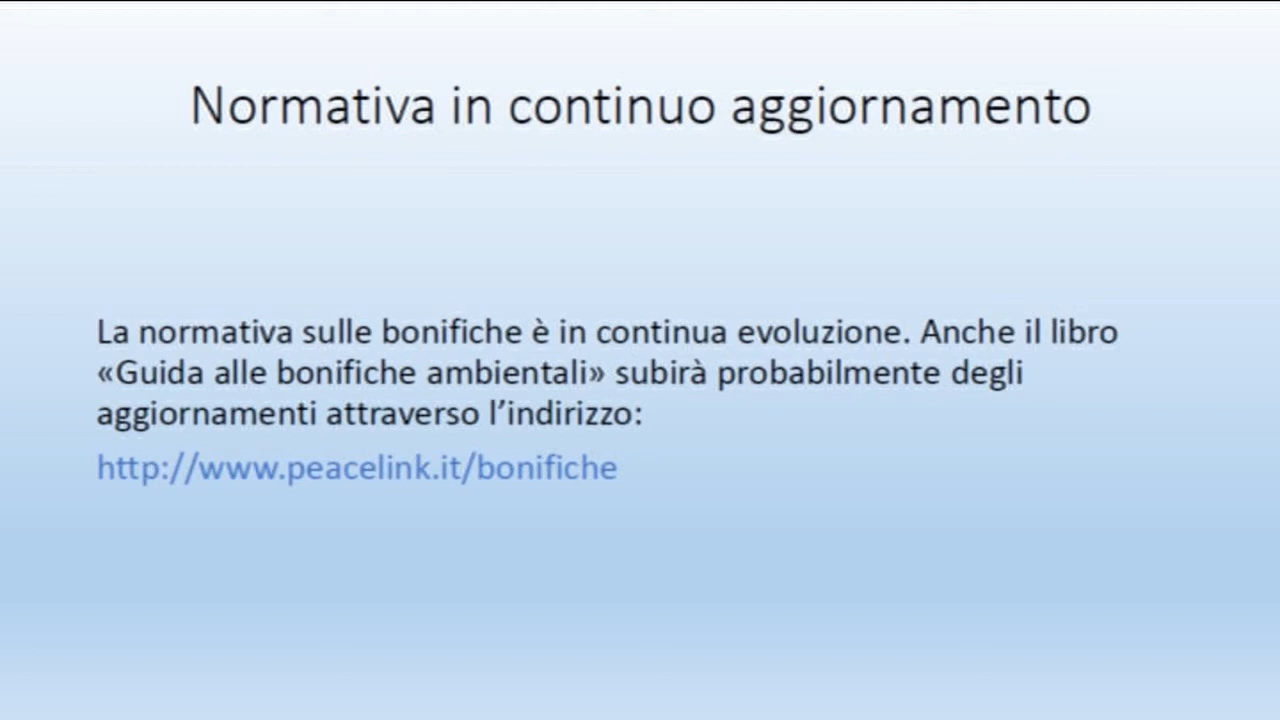 Normativa in continuo aggiornamento
La normativa sulle bonifiche è in continua evoluzione. Anche il libro
«Guida alle bonifiche ambientali» subirà probabilmente degli
aggiornamenti attraverso l’indirizzo:
http://www.peacelink.it/bonifiche